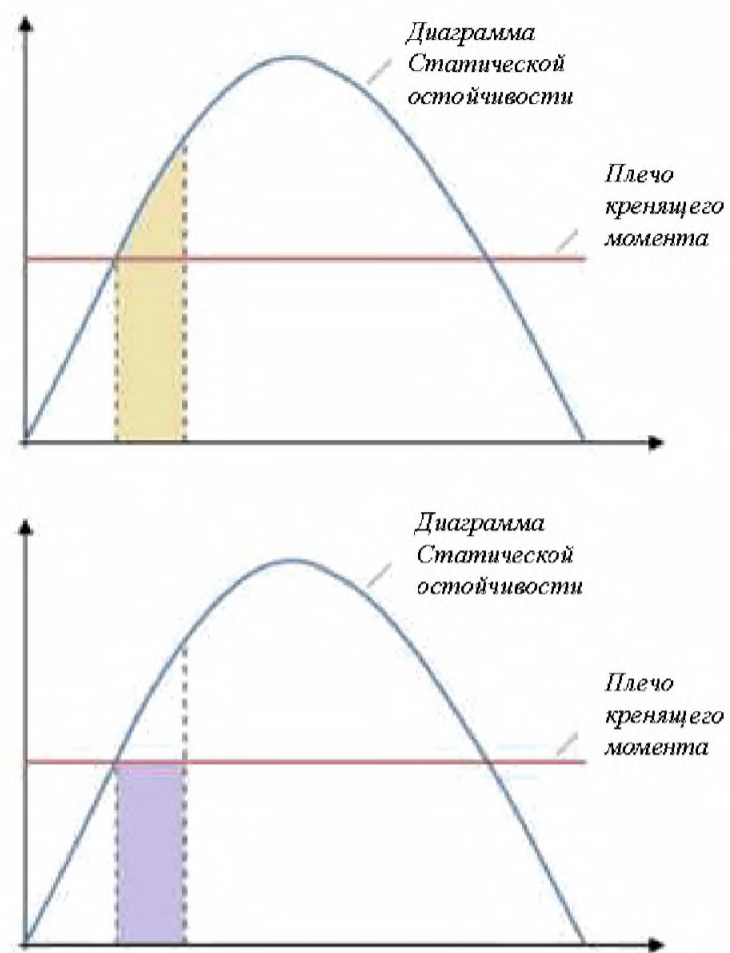 Диаграмма
Статической
остойчивости
Плечо
кренящего
момента
Диаграмма
Статической
остойчивости
Плечо
кренящего
момента